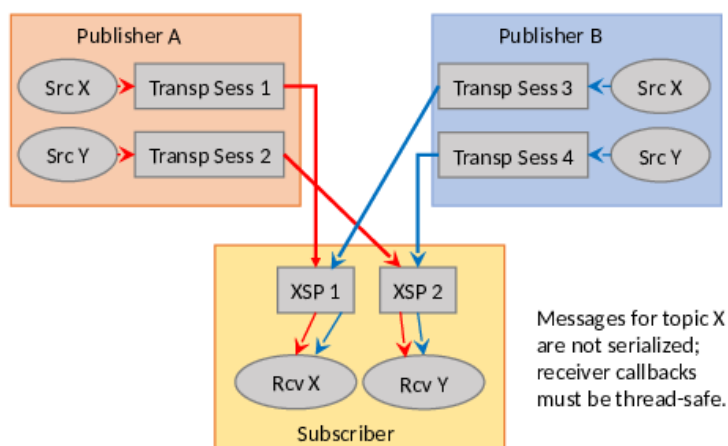 Publisher A
Publisher B
Src X
Transp Sess 1
Transp Sess 3
Src X
Src Y
Transp Sess 2
Transp Sess 4
Src Y
XSP 1
XSP 2
Messages for topic X
are not serialized;
receiver callbacks
must be thread-safe.
Rcv X
Rcv Y
Subscriber